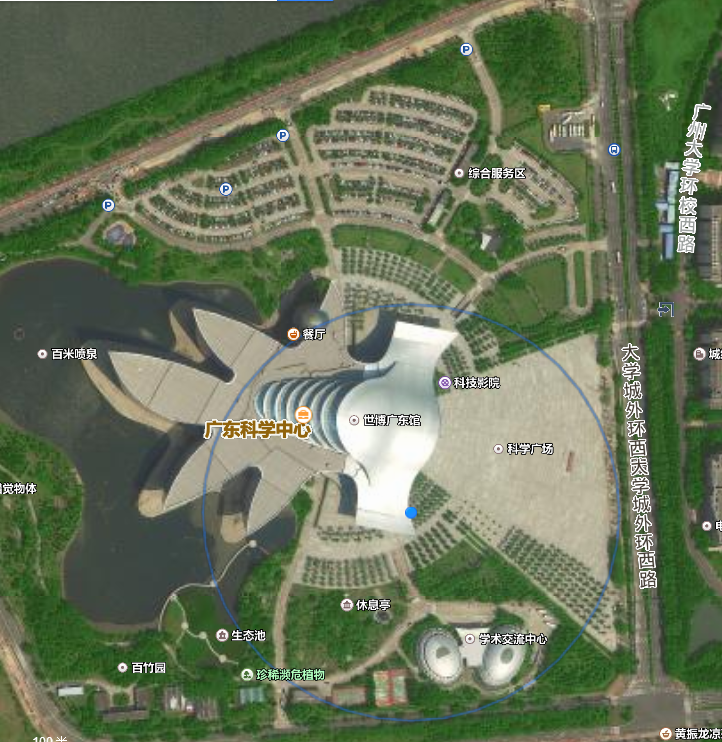 P
P
P
P
综合服务区
广州大学环校西路
餐厅
百米喷泉
科技影院
世博广东馆
广东科学中心
科学广场
大学城外环西路
大学城外环西路
觉物体
休息亭
生态池
学术交流中心
百竹园
珍稀濒危植物
黄振龙凉
100 米